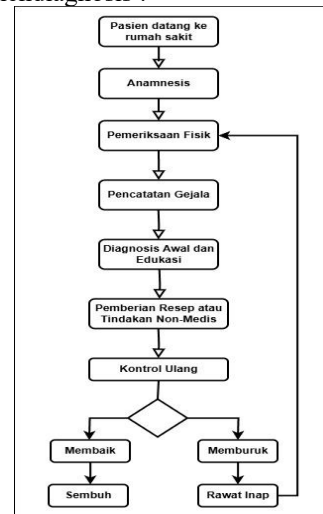 Pasien datang ke
rumah sakit
Anamnesis
Pemeriksaan Fisik
Pencatatan Gejala
Diagnosis Awal dan
Edukasi
Pemberian Resep atau
Tindakan Non-Medis
Kontrol Ulang
Membaik
Memburuk
Sembuh
Rawat Inap